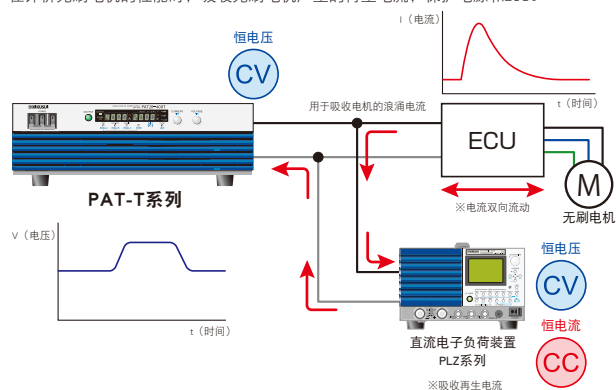 I（电流）
恒电压
CV
t（时间）
用于吸收电机的浪涌电流
ECU
M
无刷电机
PAT-T系列
※电流双向流动
V（电压）
t（时间）
恒电压
CV
直流电子负荷装置
PLZ系列
恒电流
CC
※吸收再生电流